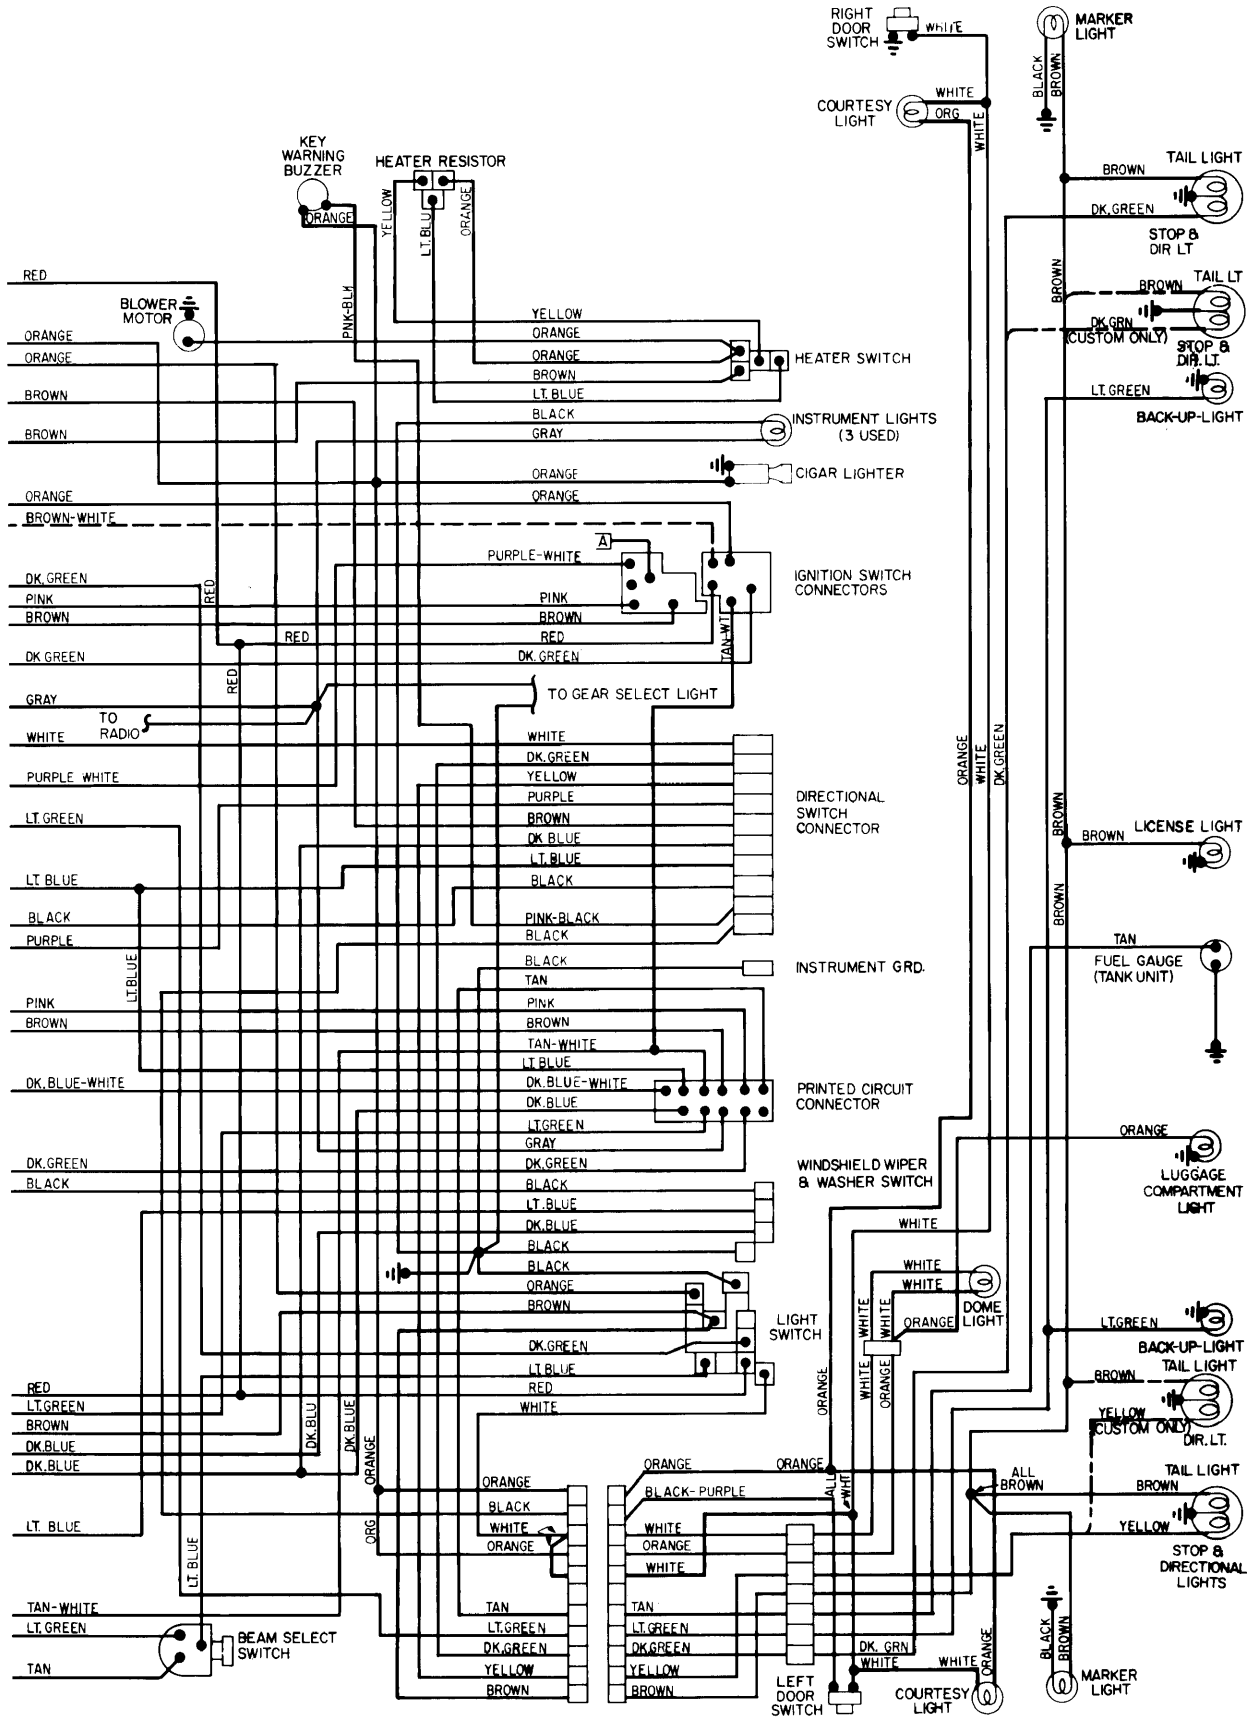 RIGHT
DOOR
SWITCH
WHITE
MARKER
LIGHT
BLACK
BROWN
COURTESY
LIGHT
WHITE
ORG
WHITE
KEY
WARNING
BUZZER
HEATER RESISTOR
ORANGE
YELLOW
LT. BLU
ORANGE
TAIL LIGHT
BROWN
DK. GREEN
STOP &
DIR LT
RED
BLOWER
MOTOR
PNK-BLK
BROWN
TAIL LT
BROWN
DK. GRN
(CUSTOM ONLY)
STOP &
DIR. LT.
YELLOW
ORANGE
ORANGE
ORANGE
ORANGE
HEATER SWITCH
BROWN
LT. BLUE
LT. GREEN
BACK-UP-LIGHT
BROWN
BLACK
GRAY
INSTRUMENT LIGHTS
(3 USED)
BROWN
ORANGE
CIGAR LIGHTER
ORANGE
ORANGE
BROWN-WHITE
A
PURPLE-WHITE
IGNITION SWITCH
CONNECTORS
DK. GREEN
RED
PINK
PINK
BROWN
BROWN
RED
RED
TAN-WT
DK GREEN
DK. GREEN
RED
GRAY
TO GEAR SELECT LIGHT
TO
RADIO
WHITE
WHITE
DK. GREEN
ORANGE
WHITE
DK. GREEN
PURPLE WHITE
YELLOW
PURPLE
DIRECTIONAL
SWITCH
CONNECTOR
LT. GREEN
BROWN
DK BLUE
BROWN
BROWN
LICENSE LIGHT
LT. BLUE
LT. BLUE
BLACK
BROWN
BLACK
PINK-BLACK
PURPLE
BLACK
TAN
FUEL GAUGE
(TANK UNIT)
LT. BLUE
BLACK
INSTRUMENT GRD.
TAN
PINK
PINK
BROWN
BROWN
TAN-WHITE
LT BLUE
DK. BLUE-WHITE
DK. BLUE-WHITE
PRINTED CIRCUIT
CONNECTOR
DK. BLUE
LT. GREEN
GRAY
ORANGE
DK. GREEN
DK. GREEN
WINDSHIELD WIPER
& WASHER SWITCH
LUGGAGE
COMPARTMENT
LIGHT
BLACK
BLACK
LT. BLUE
DK. BLUE
WHITE
BLACK
BLACK
WHITE
WHITE
DOME
LIGHT
ORANGE
BROWN
LIGHT
SWITCH
WHITE
WHITE
ORANGE
LT. GREEN
BACK-UP-LIGHT
DK. GREEN
LT BLUE
ORANGE
WHITE
ORANGE
TAIL LIGHT
BROWN
RED
RED
LT. GREEN
WHITE
YELLOW
(CUSTOM ONLY)
DIR. LT.
BROWN
DK. BLU
DK. BLUE
DK. BLUE
DK. BLUE
ORANGE
ORANGE
ORANGE
ALL
BROWN
TAIL LIGHT
BROWN
ORANGE
BLACK-PURPLE
ALL
WHT
BLACK
LT. BLUE
ORG
WHITE
WHITE
YELLOW
ORANGE
ORANGE
STOP &
DIRECTIONAL
LIGHTS
WHITE
LT. BLUE
TAN-WHITE
TAN
TAN
LT. GREEN
LT. GREEN
LT. GREEN
BEAM SELECT
SWITCH
DK. GREEN
DK. GREEN
DK. GRN
ORANGE
BLACK
BROWN
TAN
YELLOW
YELLOW
WHITE
WHITE
BROWN
BROWN
LEFT
DOOR
SWITCH
COURTESY
LIGHT
MARKER
LIGHT